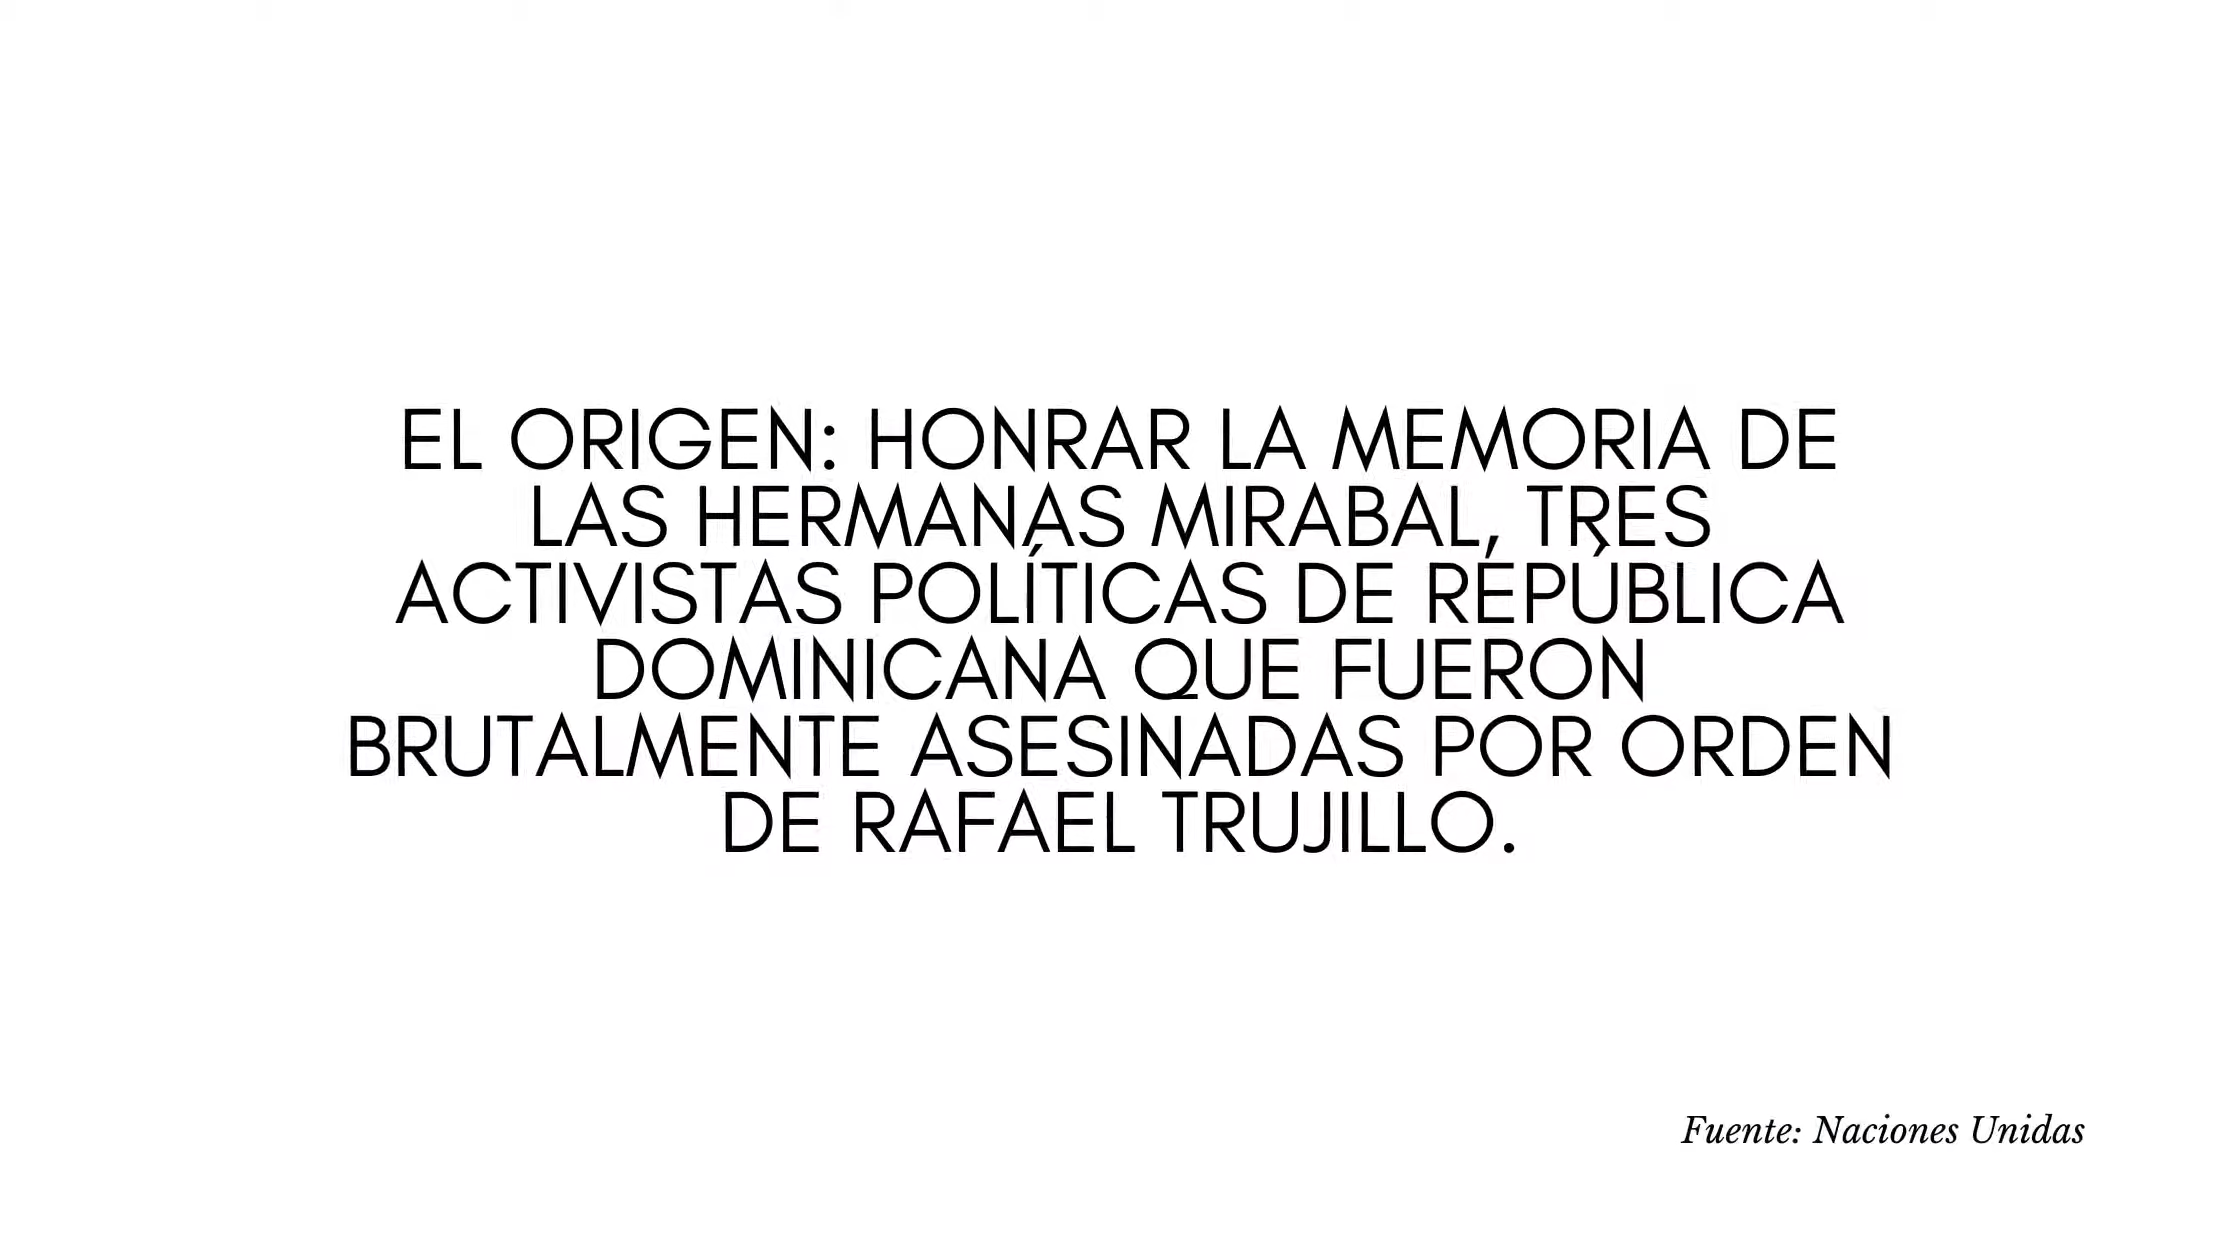 EL ORIGEN: HONRAR LA MEMORIA DE
LAS HERMANAS MIRABAL, TRES
ACTIVISTAS POLÍTICAS DE REPÚBLICA
DOMINICANA QUE FUERON
BRUTALMENTE ASESINADAS POR ORDEN
DE RAFAEL TRUJILLO.
Fuente: Naciones Unidas